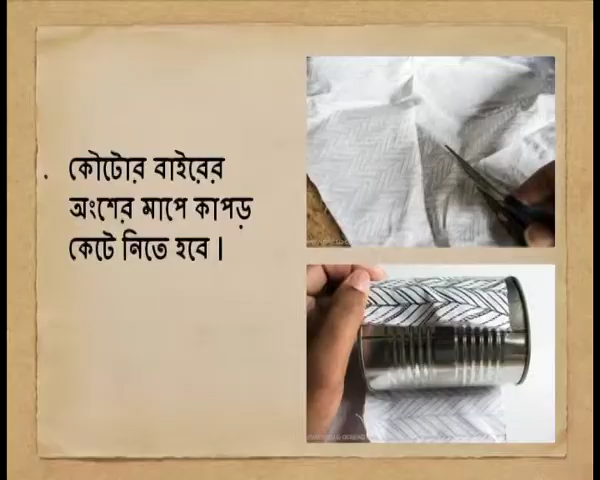 . কৌটোর বাইরের
অংশের মাপে কাপড়
কেটে নিতে হবে।